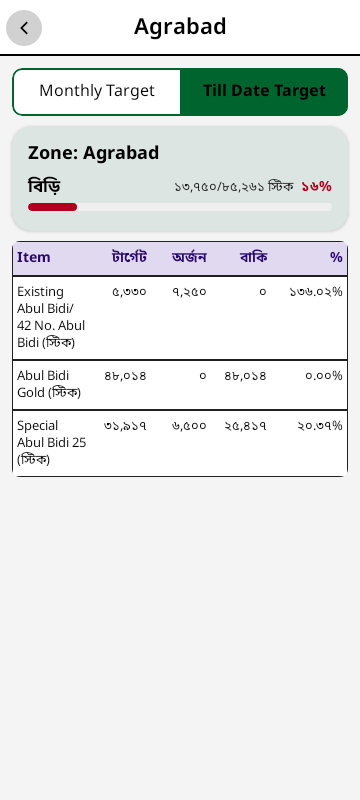 Agrabad
Monthly Target
Till Date Target
Zone: Agrabad
বিড়ি ১৩,৭৫০/৮৫,২৬১ স্টিক ১৬%
Item টার্গেট অর্জন বাকি %
Existing ৫,৩৩০ ৭,২৫০ ০ ১৩৬.০২%
Abul Bidi/
42 No. Abul
Bidi (স্টিক)
Abul Bidi ৪৮,০১৪ ০ ৪৮,০১৪ ০.০০%
Gold (স্টিক)
Special ৩১,৯১৭ ৬,৫০০ ২৫,৪১৭ ২০.৩৭%
Abul Bidi 25
(স্টিক)